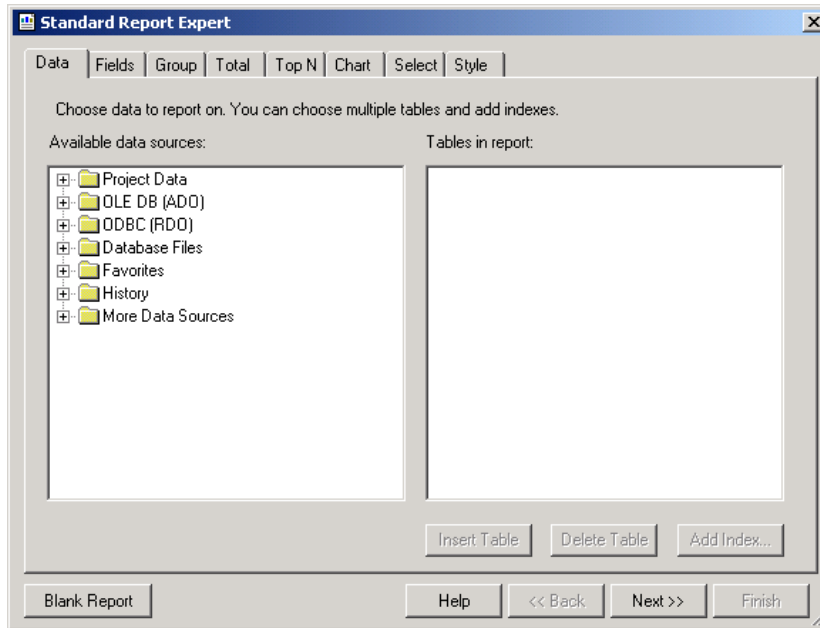 Standard Report Expert
Data Fields Group Total Top N Chart Select Style
Choose data to report on. You can choose multiple tables and add indexes.
Available data sources: Tables in report:
Project Data
OLE DB (ADO)
ODBC (RDO)
Database Files
Favorites
History
More Data Sources
Insert Table Delete Table Add Index...
Blank Report Help << Back Next >> Finish